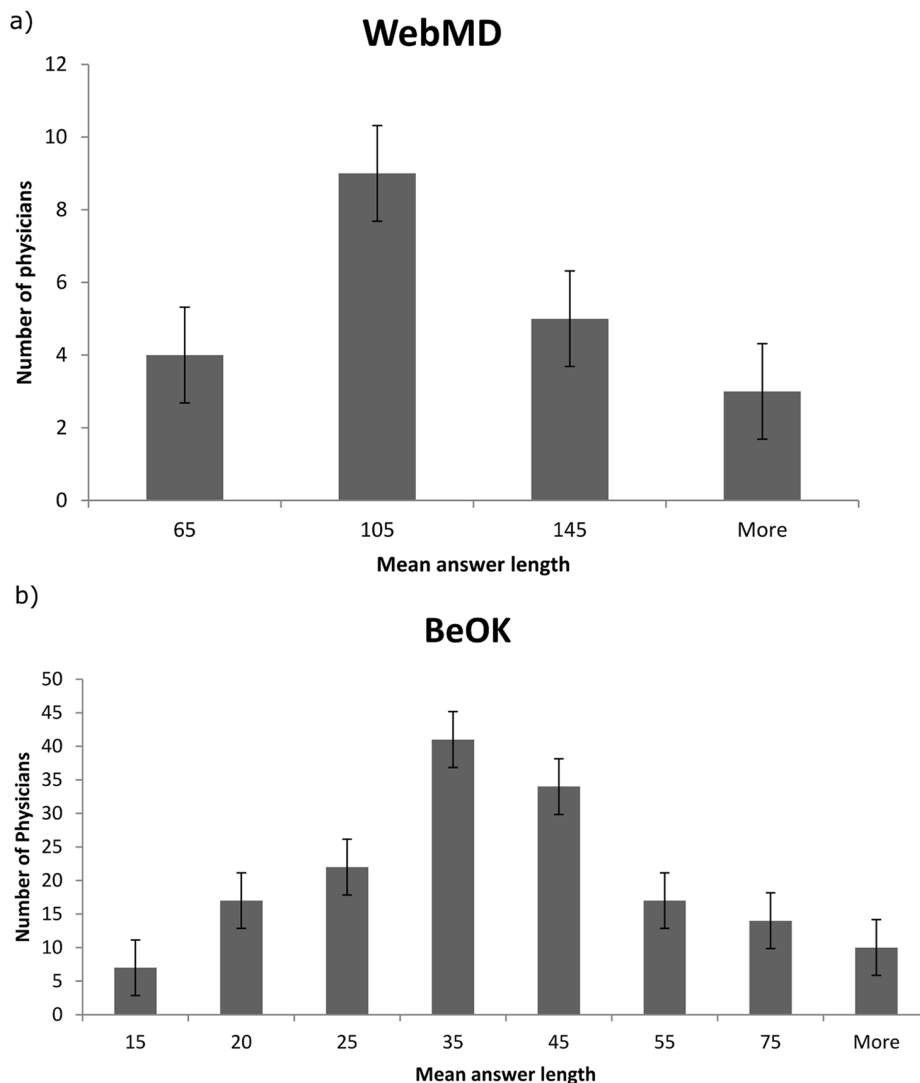 a)
WebMD
12
10
8
6
4
2
0
Number of physicians
65 105 145 More
Mean answer length
b)
BeOK
50
45
40
35
30
25
20
15
10
5
0
Number of Physicians
15 20 25 35 45 55 75 More
Mean answer length